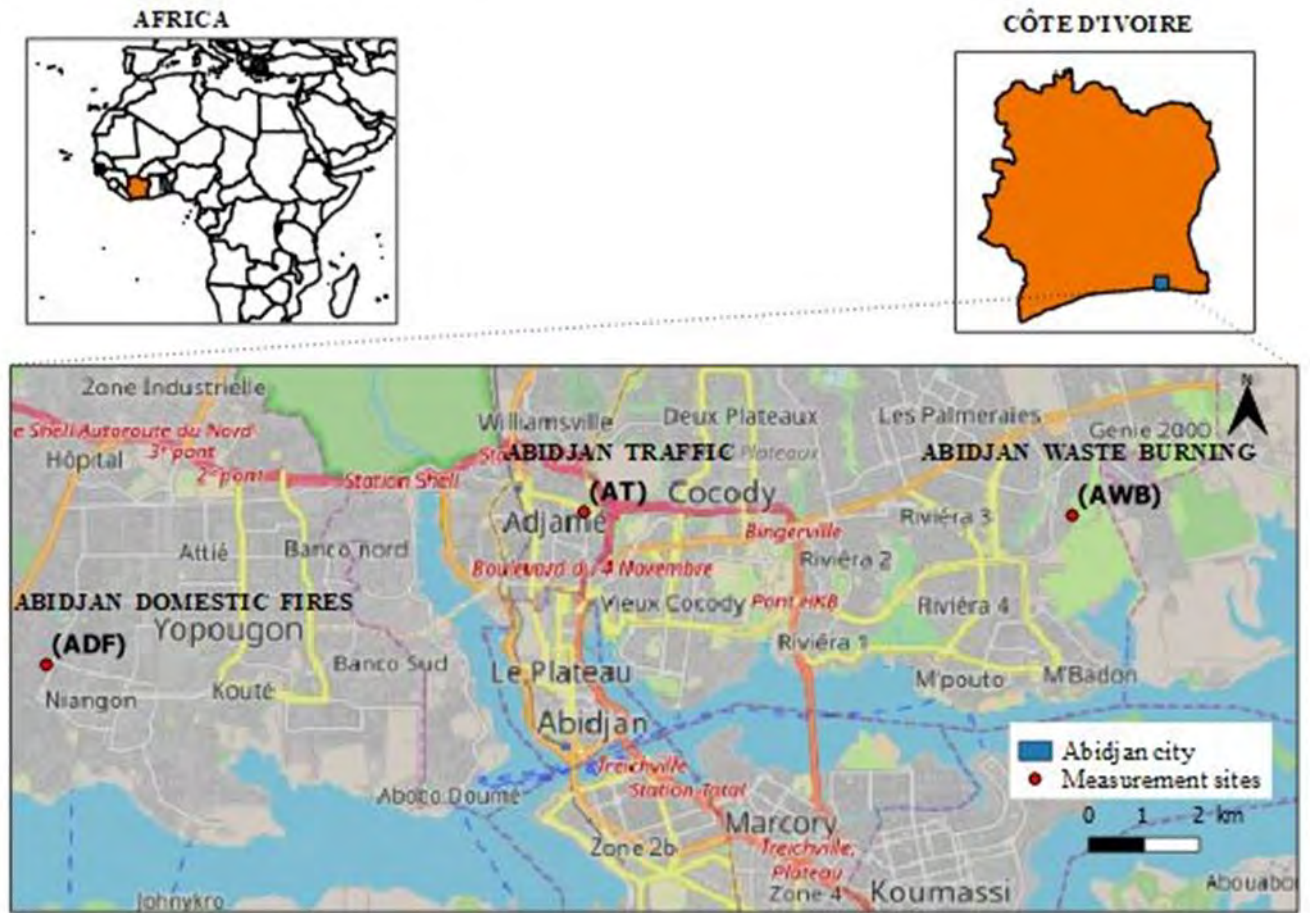 AFRICA
CÔTE D'IVOIRE
Zone Industrielle
Williamsville
Deux Plateaux
Les Palmeraies
Genie 2000
N
e Shell Autoroute du Nord
3e pont
Hôpital
2e pont
Station Shell
ABIDJAN TRAFFIC
Plateaux
ABIDJAN WASTE BURNING
(AT)
Cocody
(AWB)
Adjamé
Riviéra 3
Bingerville
Attié
Banco nord
Boulevard du 4 Novembre
Riviéra 2
ABIDJAN DOMESTIC FIRES
Vieux Cocody
Pont HKB
Riviéra 4
(ADF)
Yopougon
Riviéra 1
Banco Sud
Le Plateau
M'pouto
M'Badon
Niangon
Kouté
Abidjan
Abidjan city
Measurement sites
Treichville
Station Total
Aboco Doumé
0 1 2 km
Marcory
Zone 2b
Treichville,
Plateau
Zone 4
Koumassi
Abouabo
Johnykro